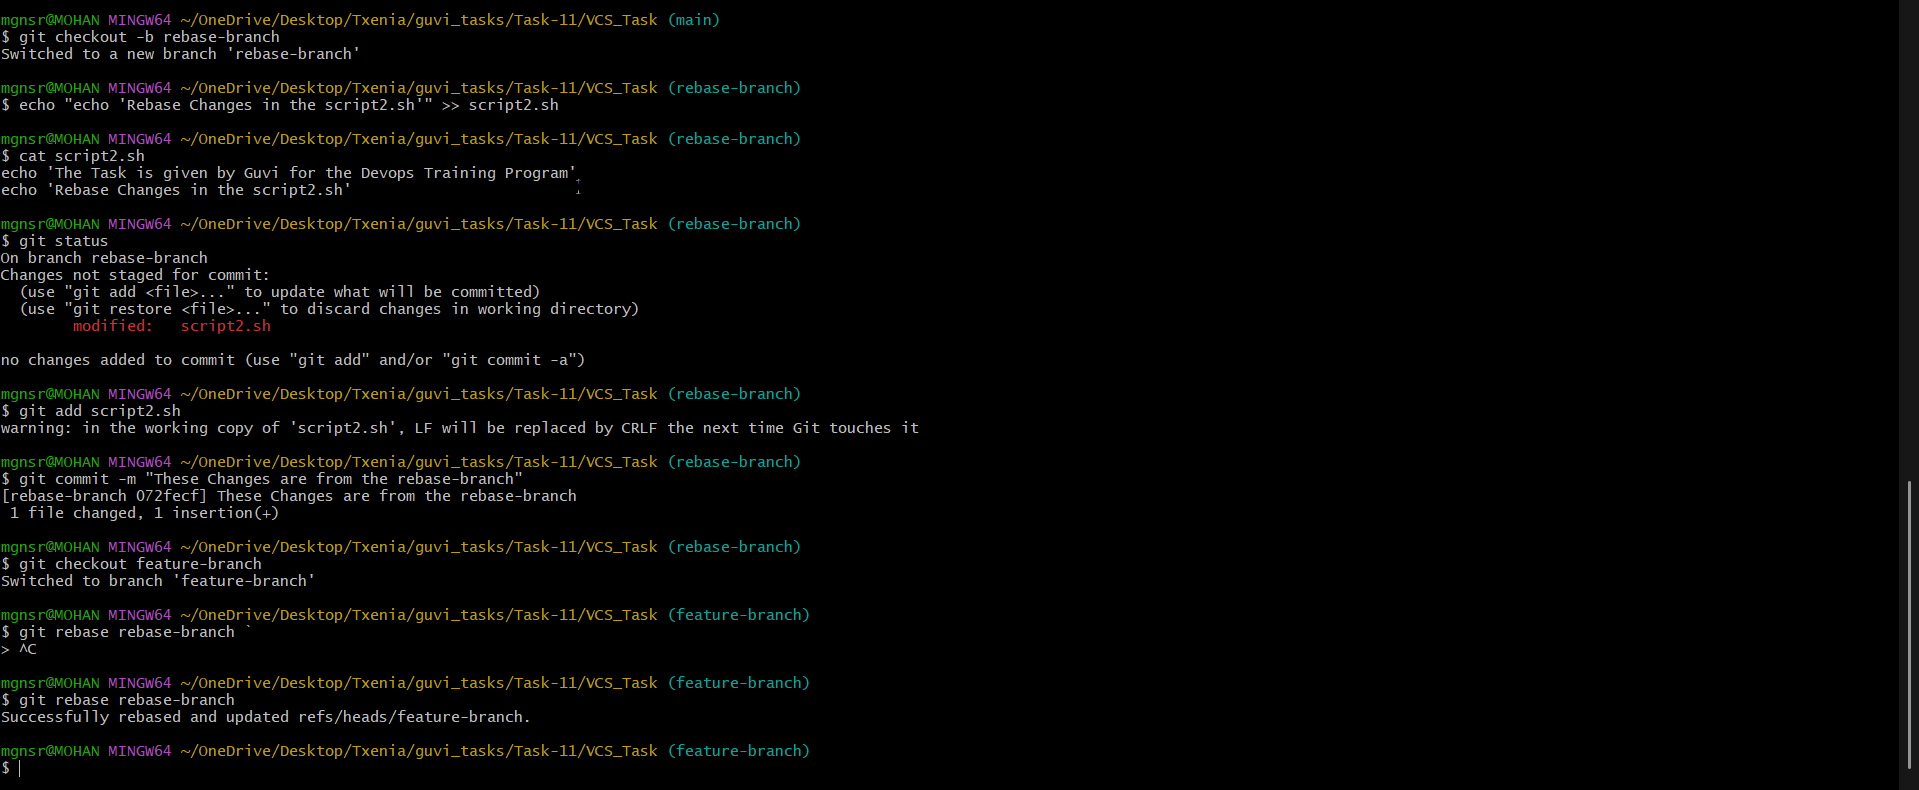 mgnsr@MOHAN MINGW64 ~/OneDrive/Desktop/Txenia/guvi_tasks/Task-11/VCS_Task (main)
$ git checkout -b rebase-branch
Switched to a new branch 'rebase-branch'
mgnsr@MOHAN MINGW64 ~/OneDrive/Desktop/Txenia/guvi_tasks/Task-11/VCS_Task (rebase-branch)
$ echo "echo 'Rebase Changes in the script2.sh'" >> script2.sh
mgnsr@MOHAN MINGW64 ~/OneDrive/Desktop/Txenia/guvi_tasks/Task-11/VCS_Task (rebase-branch)
$ cat script2.sh
echo 'The Task is given by Guvi for the Devops Training Program'
echo 'Rebase Changes in the script2.sh'
mgnsr@MOHAN MINGW64 ~/OneDrive/Desktop/Txenia/guvi_tasks/Task-11/VCS_Task (rebase-branch)
$ git status
On branch rebase-branch
Changes not staged for commit:
  (use "git add <file>..." to update what will be committed)
  (use "git restore <file>..." to discard changes in working directory)
        modified:   script2.sh
no changes added to commit (use "git add" and/or "git commit -a")
mgnsr@MOHAN MINGW64 ~/OneDrive/Desktop/Txenia/guvi_tasks/Task-11/VCS_Task (rebase-branch)
$ git add script2.sh
warning: in the working copy of 'script2.sh', LF will be replaced by CRLF the next time Git touches it
mgnsr@MOHAN MINGW64 ~/OneDrive/Desktop/Txenia/guvi_tasks/Task-11/VCS_Task (rebase-branch)
$ git commit -m "These Changes are from the rebase-branch"
[rebase-branch 072fecf] These Changes are from the rebase-branch
 1 file changed, 1 insertion(+)
mgnsr@MOHAN MINGW64 ~/OneDrive/Desktop/Txenia/guvi_tasks/Task-11/VCS_Task (rebase-branch)
$ git checkout feature-branch
Switched to branch 'feature-branch'
mgnsr@MOHAN MINGW64 ~/OneDrive/Desktop/Txenia/guvi_tasks/Task-11/VCS_Task (feature-branch)
$ git rebase rebase-branch `
> ^C
mgnsr@MOHAN MINGW64 ~/OneDrive/Desktop/Txenia/guvi_tasks/Task-11/VCS_Task (feature-branch)
$ git rebase rebase-branch
Successfully rebased and updated refs/heads/feature-branch.
mgnsr@MOHAN MINGW64 ~/OneDrive/Desktop/Txenia/guvi_tasks/Task-11/VCS_Task (feature-branch)
$